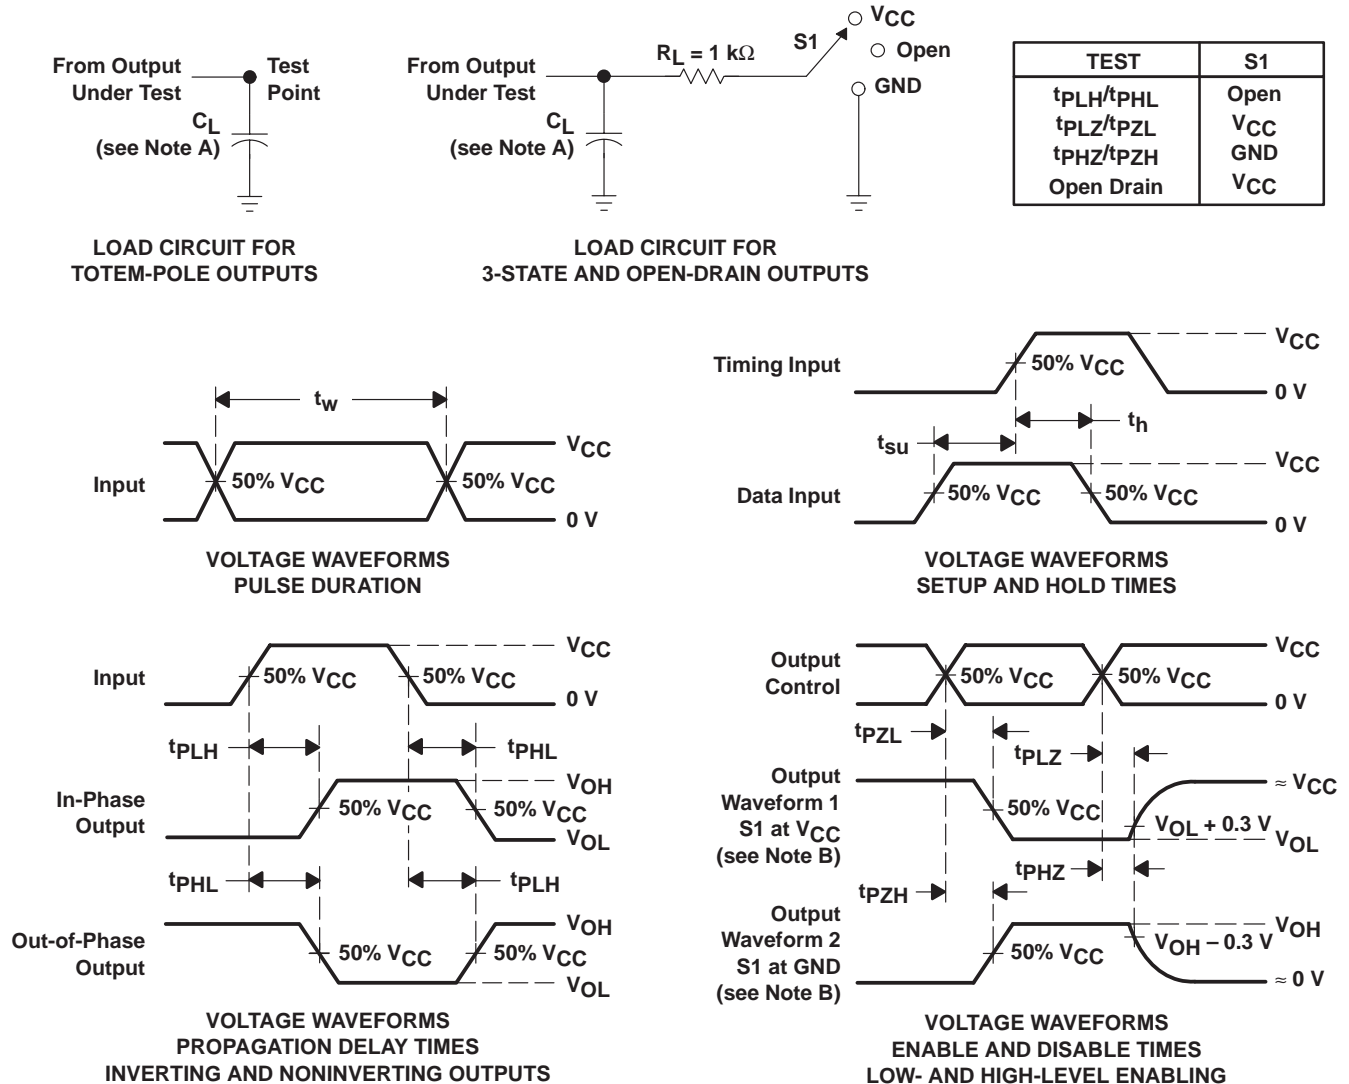 From Output
Under Test
Test
Point
CL
(see Note A)
LOAD CIRCUIT FOR
TOTEM-POLE OUTPUTS
From Output
Under Test
CL
(see Note A)
RL = 1 kΩ
S1
VCC
Open
GND
LOAD CIRCUIT FOR
3-STATE AND OPEN-DRAIN OUTPUTS
TEST S1
tPLH/tPHL Open
tPLZ/tPZL VCC
tPHZ/tPZH GND
Open Drain VCC
tw
Input
50% VCC
50% VCC
VCC
0 V
VOLTAGE WAVEFORMS
PULSE DURATION
Timing Input
50% VCC
VCC
0 V
th
tsu
Data Input
50% VCC
50% VCC
VCC
0 V
VOLTAGE WAVEFORMS
SETUP AND HOLD TIMES
Input
50% VCC
50% VCC
VCC
0 V
tPLH
tPHL
In-Phase
Output
50% VCC
50% VCC
VOH
VOL
tPHL
tPLH
Out-of-Phase
Output
50% VCC
50% VCC
VOH
VOL
VOLTAGE WAVEFORMS
PROPAGATION DELAY TIMES
INVERTING AND NONINVERTING OUTPUTS
Output
Control
50% VCC
50% VCC
VCC
0 V
tPZL
tPLZ
Output
Waveform 1
S1 at VCC
(see Note B)
50% VCC
≈ VCC
VOL + 0.3 V
VOL
tPHZ
tPZH
Output
Waveform 2
S1 at GND
(see Note B)
50% VCC
VOH
VOH – 0.3 V
≈ 0 V
VOLTAGE WAVEFORMS
ENABLE AND DISABLE TIMES
LOW- AND HIGH-LEVEL ENABLING